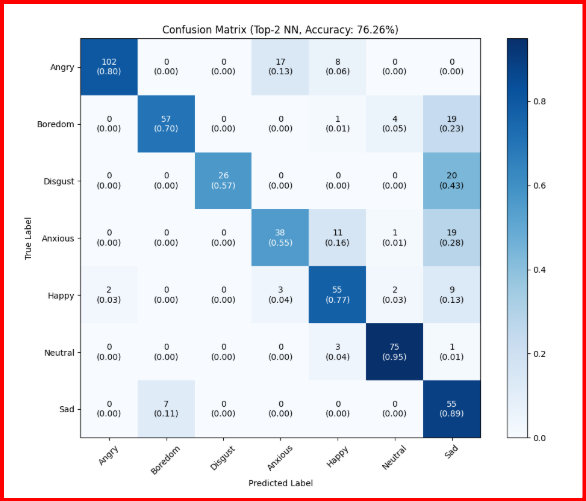 Confusion Matrix (Top-2 NN, Accuracy: 76.26%)
Angry 102 0 0 17 8 0 0
(0.80) (0.00) (0.00) (0.13) (0.06) (0.00) (0.00)
Boredom 0 57 0 0 1 4 19
(0.00) (0.70) (0.00) (0.00) (0.01) (0.05) (0.23)
Disgust 0 0 26 0 0 0 20
(0.00) (0.00) (0.57) (0.00) (0.00) (0.00) (0.43)
Anxious 0 0 0 38 11 1 19
(0.00) (0.00) (0.00) (0.55) (0.16) (0.01) (0.28)
Happy 2 0 0 3 55 2 9
(0.03) (0.00) (0.00) (0.04) (0.77) (0.03) (0.13)
Neutral 0 0 0 0 3 75 1
(0.00) (0.00) (0.00) (0.00) (0.04) (0.95) (0.01)
Sad 0 7 0 0 0 0 55
(0.00) (0.11) (0.00) (0.00) (0.00) (0.00) (0.89)
True Label
Angry Boredom Disgust Anxious Happy Neutral Sad
Predicted Label
0.8
0.6
0.4
0.2
0.0